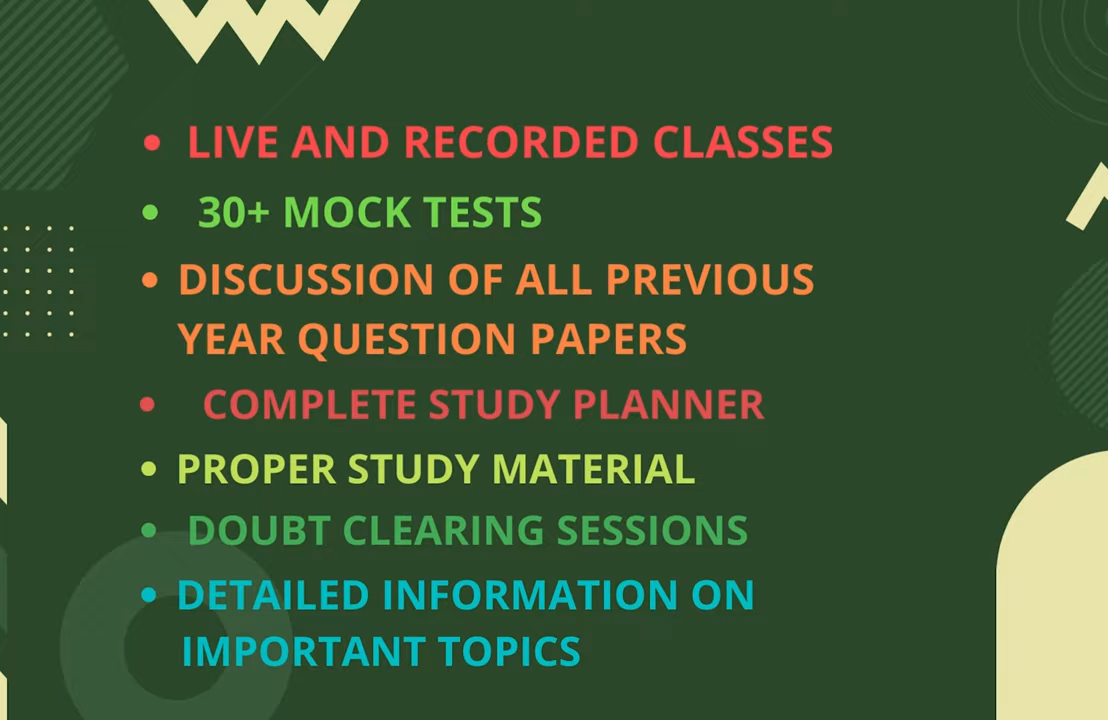 • LIVE AND RECORDED CLASSES
• 30+ MOCK TESTS
• DISCUSSION OF ALL PREVIOUS
YEAR QUESTION PAPERS
• COMPLETE STUDY PLANNER
• PROPER STUDY MATERIAL
• DOUBT CLEARING SESSIONS
• DETAILED INFORMATION ON
IMPORTANT TOPICS